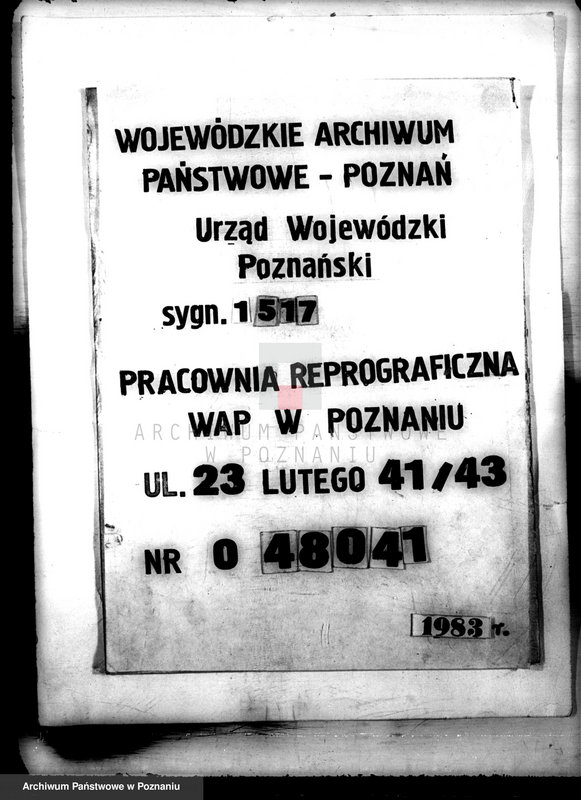 WOJEWÓDZKIE ARCHIWUM
PAŃSTWOWE - POZNAŃ
Urząd Wojewódzki
Poznański
sygn. 1517
PRACOWNIA REPROGRAFICZNA
WAP W POZNANIU
ARCHIWUM PAŃSTWOWE
W POZNANIU
UL. 23 LUTEGO 41/43
NR 0 48041
1983 r.
Archiwum Państwowe w Poznaniu